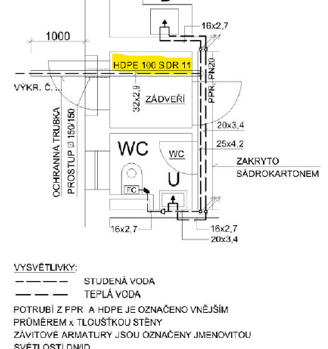 16x2,7
1000
HDPE 100 SDR 11
PPR, PN20
VÝKR. Č.
32x2,9
ZÁDVEŘÍ
OCHRANNÁ TRUBKA
PROSTUP Ø 150/150
20x3,4
25x4,2
WC
WC
U
ZAKRYTO
SÁDROKARTONEM
FC
16x2,7
16x2,7
20x3,4
VYSVĚTLIVKY:
STUDENÁ VODA
TEPLÁ VODA
POTRUBÍ Z PPR A HDPE JE OZNAČENO VNĚJŠÍM
PRŮMĚREM x TLOUŠŤKOU STĚNY
ZÁVITOVÉ ARMATURY JSOU OZNAČENY JMENOVITOU
SVĚTLOSTÍ DN/D